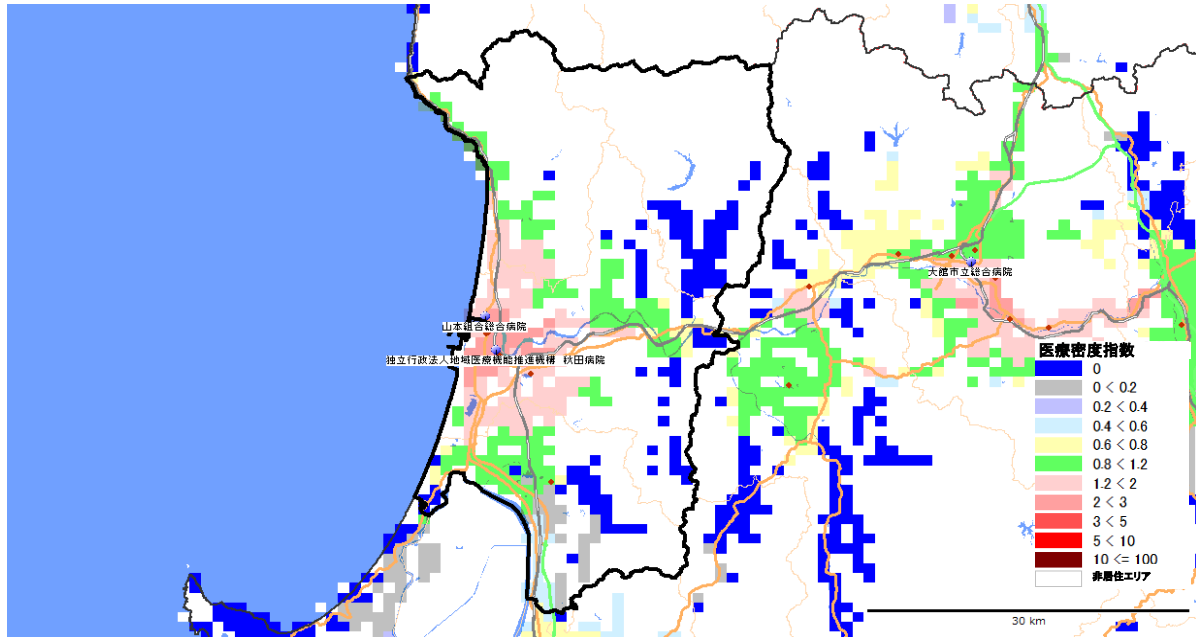 大館市立総合病院
山本組合総合病院
独立行政法人地域医療機能推進機構 秋田病院
医療密度指数
0
0 < 0.2
0.2 < 0.4
0.4 < 0.6
0.6 < 0.8
0.8 < 1.2
1.2 < 2
2 < 3
3 < 5
5 < 10
10 <= 100
非居住エリア
30 km